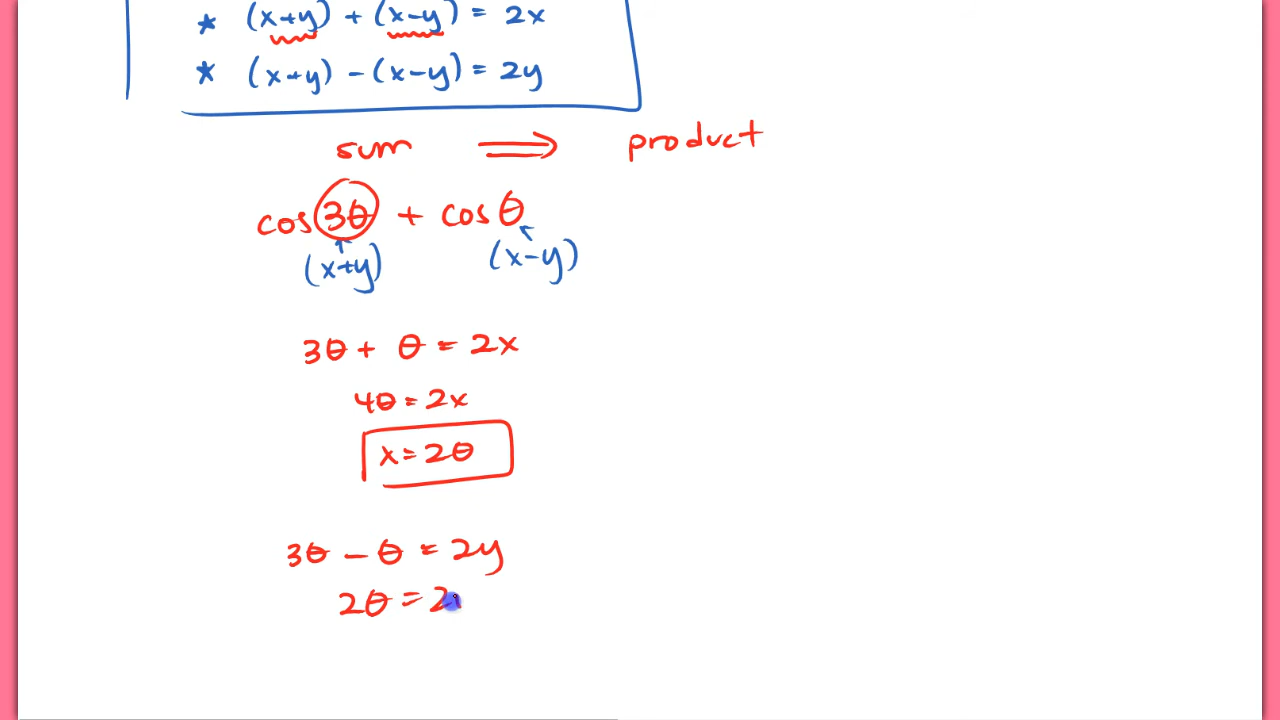 * (x+y) + (x-y) = 2x
* (x+y) - (x-y) = 2y
sum ⟹ product
cos 3θ + cos θ
(x+y) (x-y)
3θ + θ = 2x
4θ = 2x
x = 2θ
3θ - θ = 2y
2θ = 2